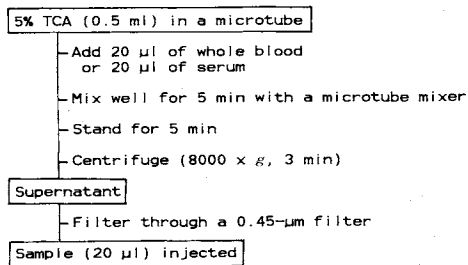 5% TCA (0.5 ml) in a microtube
Add 20 µl of whole blood
or 20 µl of serum
Mix well for 5 min with a microtube mixer
Stand for 5 min
Centrifuge (8000 x g, 3 min)
Supernatant
Filter through a 0.45-µm filter
Sample (20 µl) injected